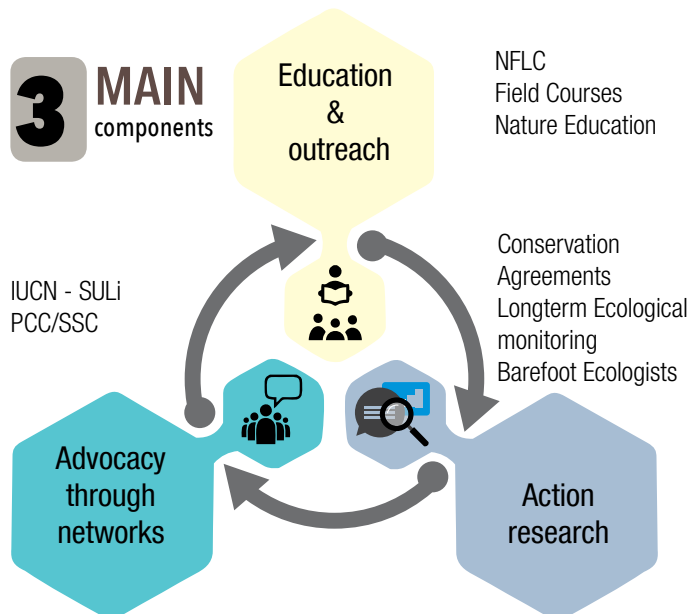 3 MAIN
components
Education
&
outreach
NFLC
Field Courses
Nature Education
IUCN - SULi
PCC/SSC
Conservation
Agreements
Longterm Ecological
monitoring
Barefoot Ecologists
Advocacy
through
networks
Action
research